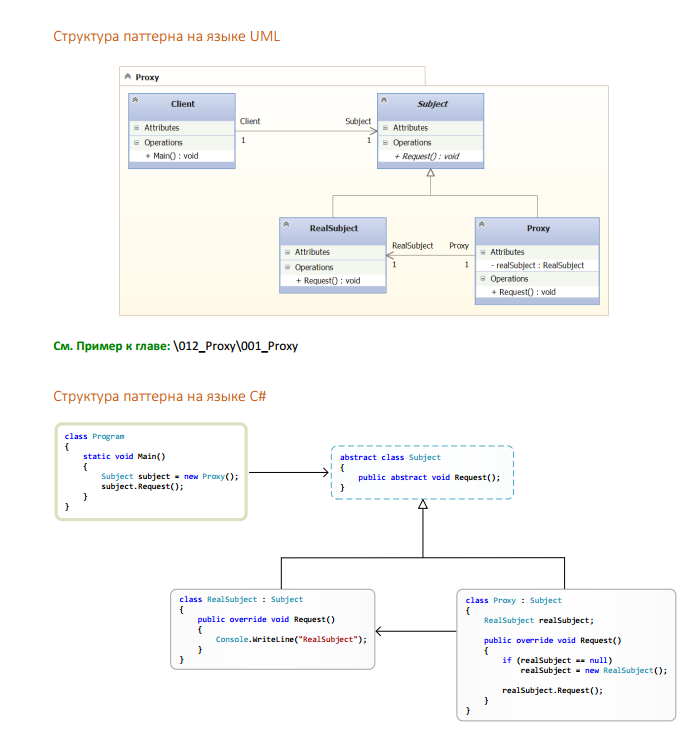 Структура паттерна на языке UML
Proxy
Client
Attributes
Operations
+ Main() : void
Client
1
Subject
1
Subject
Attributes
Operations
+ Request() : void
RealSubject
Attributes
Operations
+ Request() : void
RealSubject
1
Proxy
1
Proxy
Attributes
- realSubject : RealSubject
Operations
+ Request() : void
См. Пример к главе: \012_Proxy\001_Proxy
Структура паттерна на языке C#
class Program
{
static void Main()
{
Subject subject = new Proxy();
subject.Request();
}
}
abstract class Subject
{
public abstract void Request();
}
class RealSubject : Subject
{
public override void Request()
{
Console.WriteLine("RealSubject");
}
}
class Proxy : Subject
{
RealSubject realSubject;
public override void Request()
{
if (realSubject == null)
realSubject = new RealSubject();
realSubject.Request();
}
}